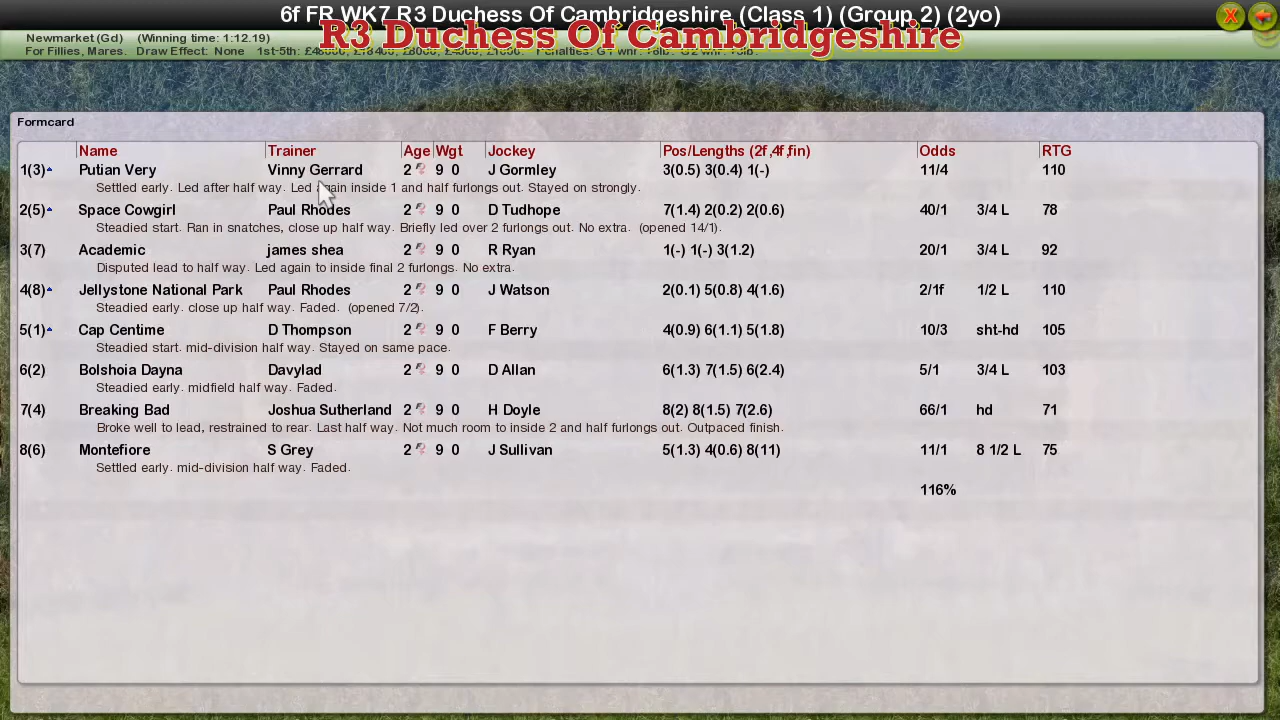 6f FR WK7 R3 Duchess Of Cambridgeshire (Class 1) (Group 2) (2yo)
R3 Duchess Of Cambridgeshire
Newmarket (Gd) (Winning time: 1:12.19)
For Fillies, Mares. Draw Effect: None 1st-5th:
Formcard
Name Trainer Age Wgt Jockey Pos/Lengths (2f,4f,fin) Odds RTG
1(3) Putian Very Vinny Gerrard 2 9 0 J Gormley 3(0.5) 3(0.4) 1(-) 11/4 110
Settled early. Led after half way. Led again inside 1 and half furlongs out. Stayed on strongly.
2(5) Space Cowgirl Paul Rhodes 2 9 0 D Tudhope 7(1.4) 2(0.2) 2(0.6) 40/1 3/4 L 78
Steadied start. Ran in snatches, close up half way. Briefly led over 2 furlongs out. No extra. (opened 14/1).
3(7) Academic james shea 2 9 0 R Ryan 1(-) 1(-) 3(1.2) 20/1 3/4 L 92
Disputed lead to half way. Led again to inside final 2 furlongs. No extra.
4(8) Jellystone National Park Paul Rhodes 2 9 0 J Watson 2(0.1) 5(0.8) 4(1.6) 2/1f 1/2 L 110
Steadied early. close up half way. Faded. (opened 7/2).
5(1) Cap Centime D Thompson 2 9 0 F Berry 4(0.9) 6(1.1) 5(1.8) 10/3 sht-hd 105
Steadied start. mid-division half way. Stayed on same pace.
6(2) Bolshoia Dayna Davylad 2 9 0 D Allan 6(1.3) 7(1.5) 6(2.4) 5/1 3/4 L 103
Steadied early. midfield half way. Faded.
7(4) Breaking Bad Joshua Sutherland 2 9 0 H Doyle 8(2) 8(1.5) 7(2.6) 66/1 hd 71
Broke well to lead, restrained to rear. Last half way. Not much room to inside 2 and half furlongs out. Outpaced finish.
8(6) Montefiore S Grey 2 9 0 J Sullivan 5(1.3) 4(0.6) 8(11) 11/1 8 1/2 L 75
Settled early. mid-division half way. Faded.
116%